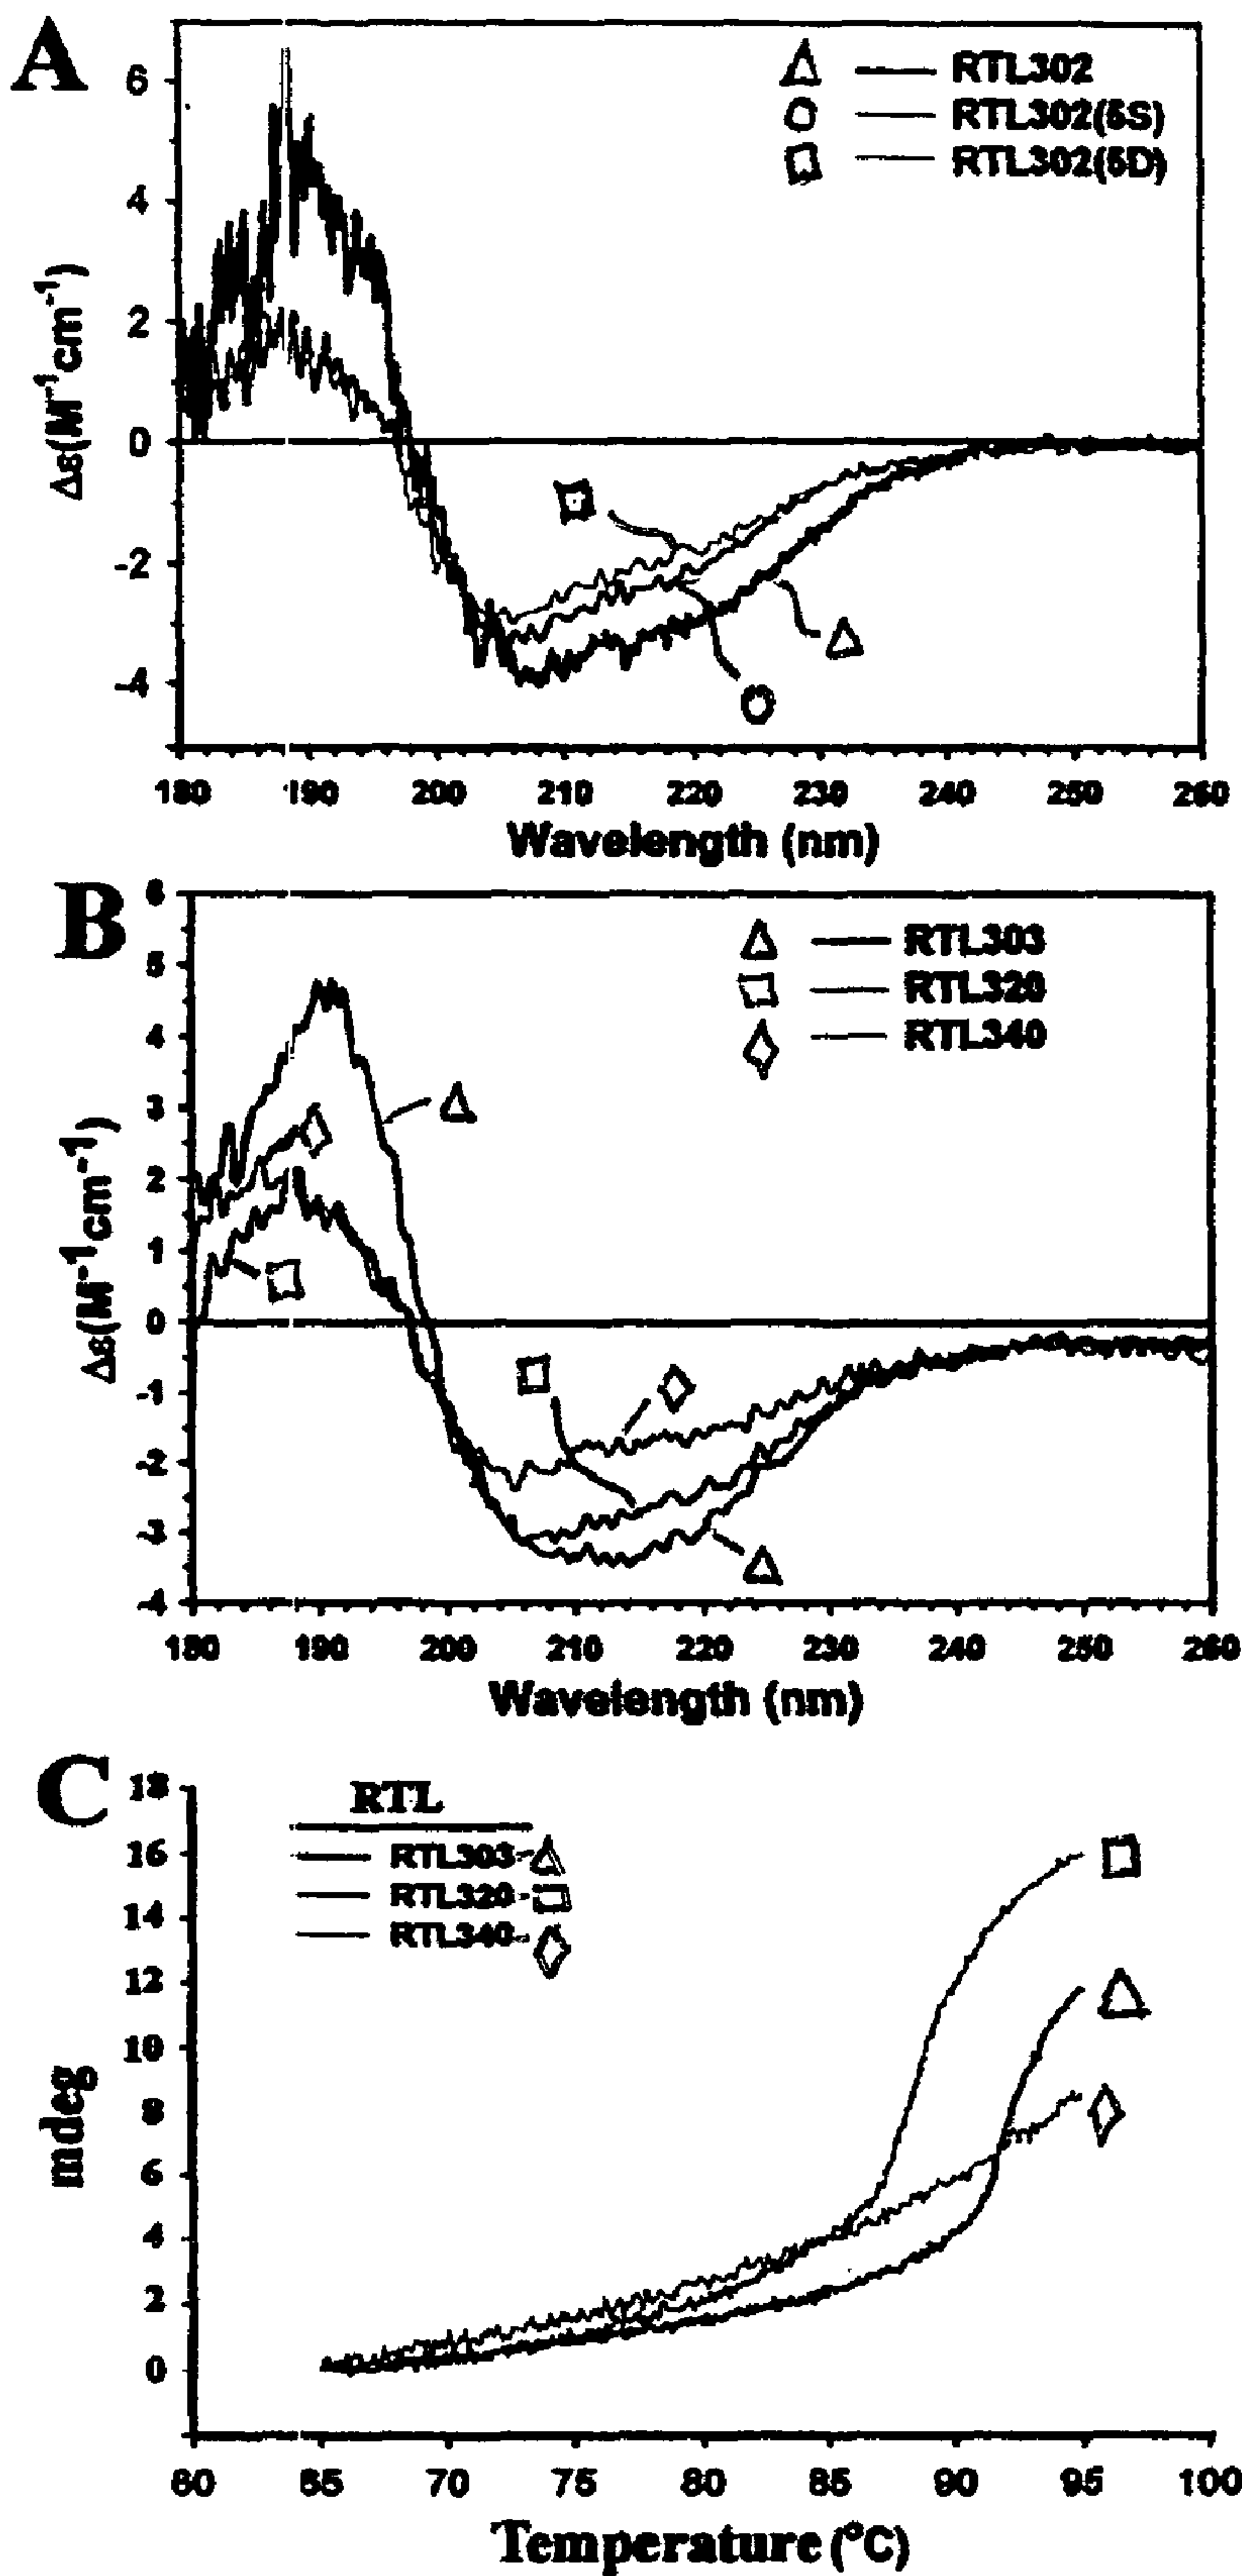 A
6
4
2
0
-2
-4
Δε(M⁻¹cm⁻¹)
RTL302
RTL302(5S)
RTL302(5D)
180 190 200 210 220 230 240 250 260
Wavelength (nm)
B
6
5
4
3
2
1
0
-1
-2
-3
-4
Δε(M⁻¹cm⁻¹)
RTL303
RTL320
RTL340
180 190 200 210 220 230 240 250 260
Wavelength (nm)
C
18
16
14
12
10
8
6
4
2
0
mdeg
RTL
RTL303-
RTL320-
RTL340-
60 65 70 75 80 85 90 95 100
Temperature (°C)